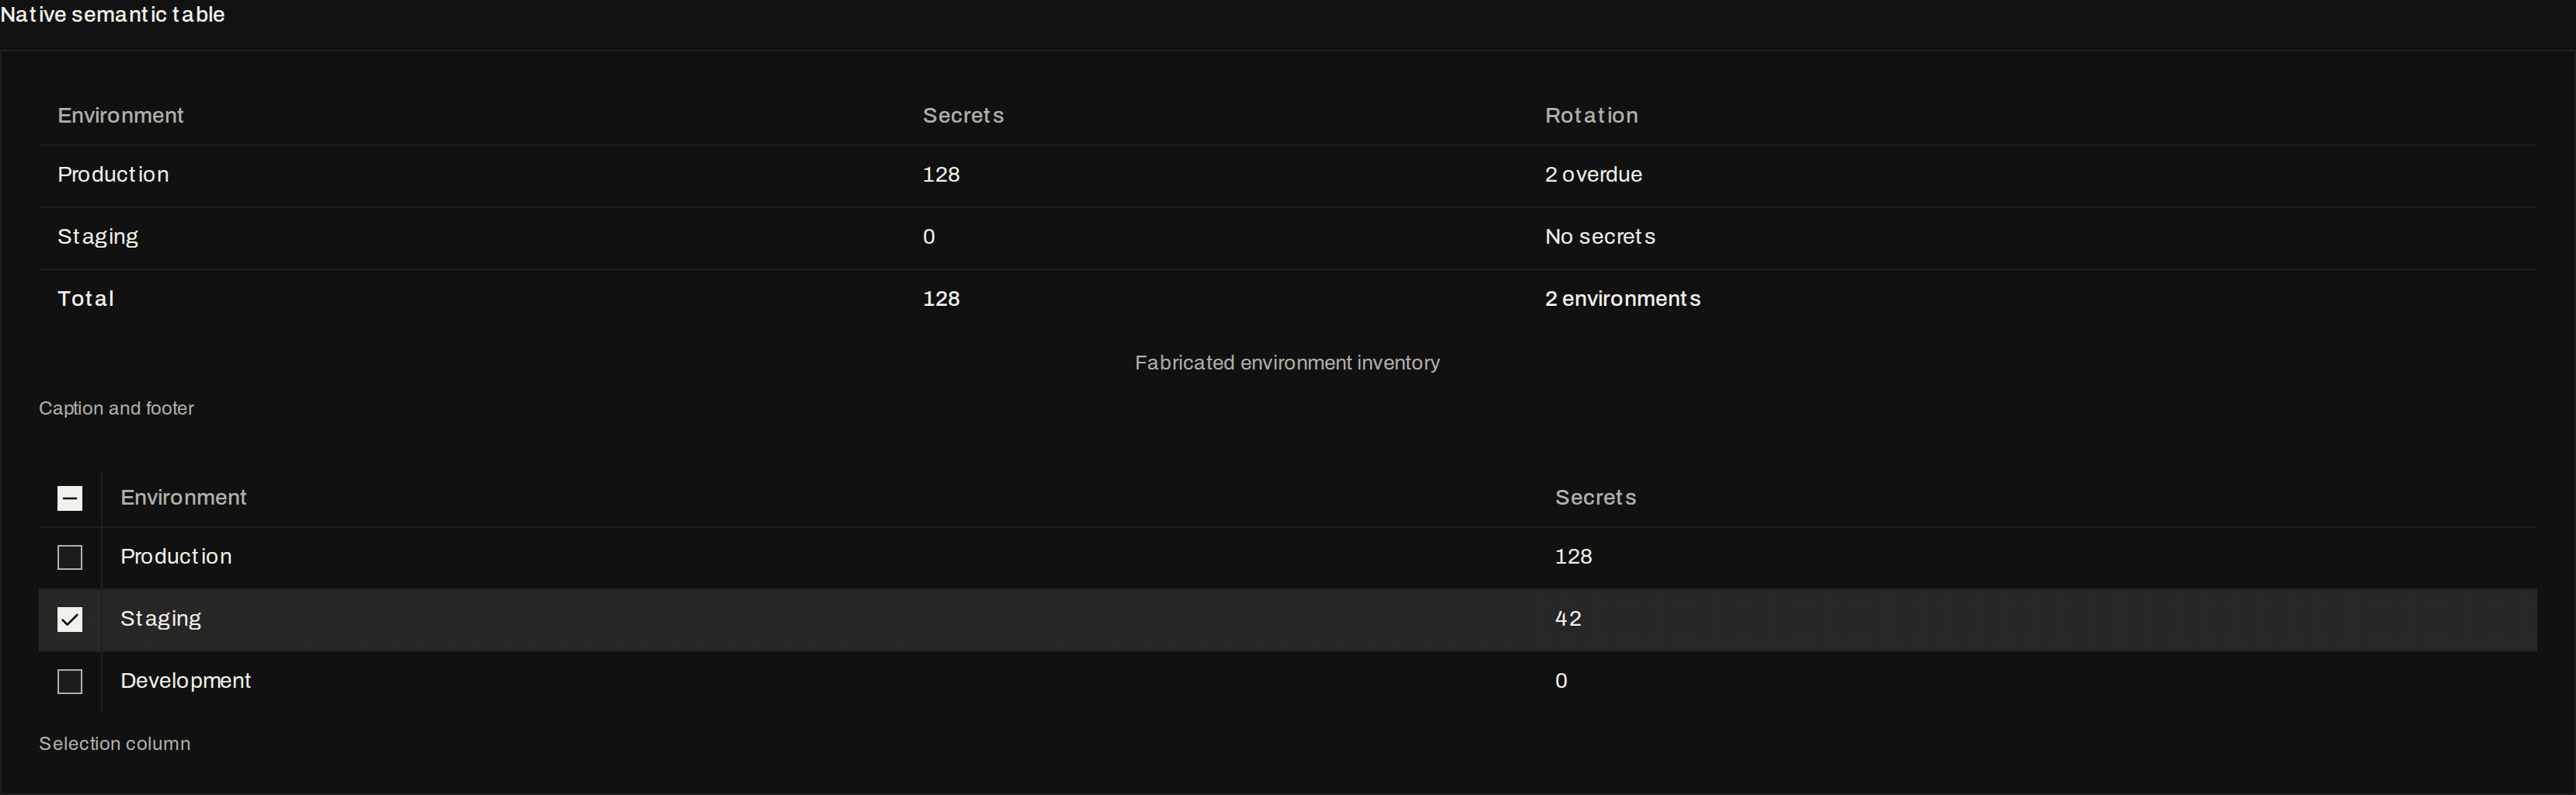 Native semantic table
Environment Secrets Rotation
Production 128 2 overdue
Staging 0 No secrets
Total 128 2 environments
Fabricated environment inventory
Caption and footer
Environment Secrets
Production 128
Staging 42
Development 0
Selection column